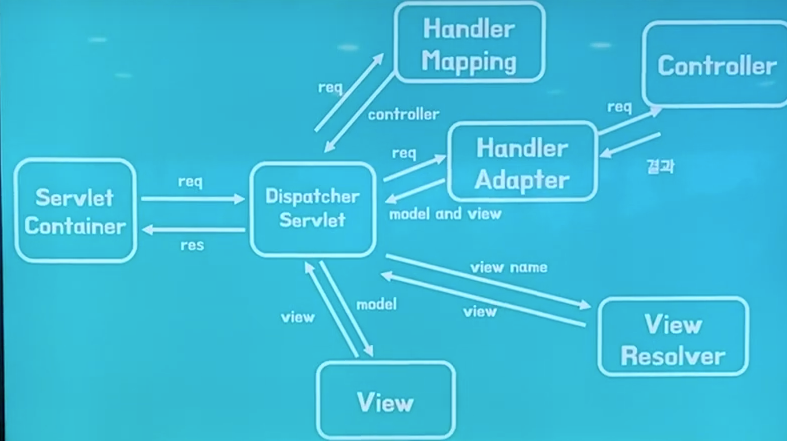 Handler
Mapping
Controller
req
controller
req
req
Handler
Adapter
결과
Servlet
Container
req
res
Dispatcher
Servlet
model and view
view name
view
view
model
View
Resolver
View